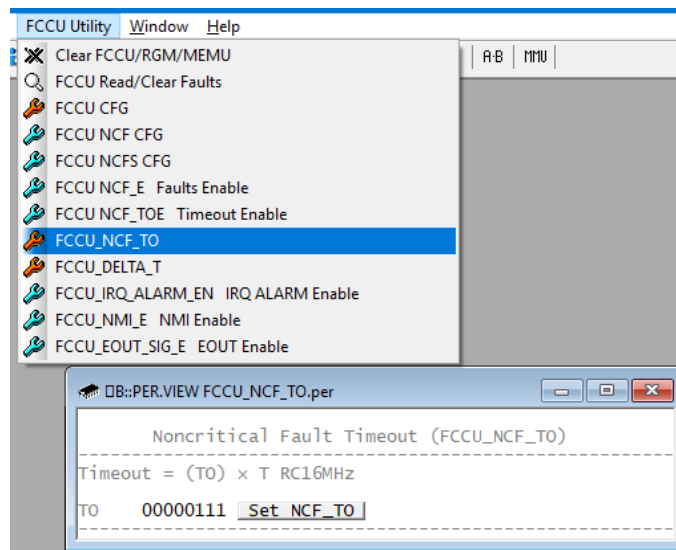 FCCU Utility Window Help
Clear FCCU/RGM/MEMU
A·B MMU
FCCU Read/Clear Faults
FCCU CFG
FCCU NCF CFG
FCCU NCFS CFG
FCCU NCF_E Faults Enable
FCCU NCF_TOE Timeout Enable
FCCU_NCF_TO
FCCU_DELTA_T
FCCU_IRQ_ALARM_EN IRQ ALARM Enable
FCCU_NMI_E NMI Enable
FCCU_EOUT_SIG_E EOUT Enable
B::PER.VIEW FCCU_NCF_TO.per
Noncritical Fault Timeout (FCCU_NCF_TO)
Timeout = (TO) × T RC16MHz
TO 00000111 Set NCF_TO